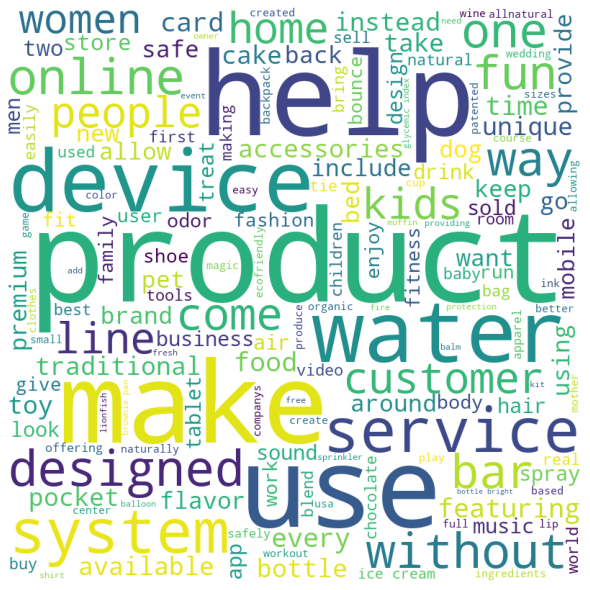 created
wine
allnatural
need
women
card
home
instead
one
owner
sell
two
store
safe
cake
back
take
natural
wedding
online
help
fun
provide
event
backpack
bring
bounce
design
glycemic index
patented
sizes
men
people
time
course
easily
new
first
making
unique
used
allow
treat
accessories
dog
device
include
drink
way
allowing
color
easy
tie
cup
bed
kids
keep
go
fit
user
odor
fashion
sold
room
game
product
muffin
providing
premium
clothes
family
shoe
pet
tools
magic
ecofriendly
children
enjoy
fitness
want
baby
run
mobile
add
best
organic
bag
ink
small
brand
come
water
better
line
business
air
produce
fire
protection
apparel
using
traditional
food
video
balm
fresh
customer
kit
mother
give
lionfish
brownie pan
make
companys
free
toy
tablet
create
around
body
hair
look
offering
service
designed
naturally
sound
sprinkler
use
play
bar
spray
real
pocket
work
bottle bright
center
balloon
flavor
blend
usa
chocolate
featuring
based
system
every
without
full
music
lip
world
app
safely
workout
buy
available
bottle
ice cream
ingredients
shirt